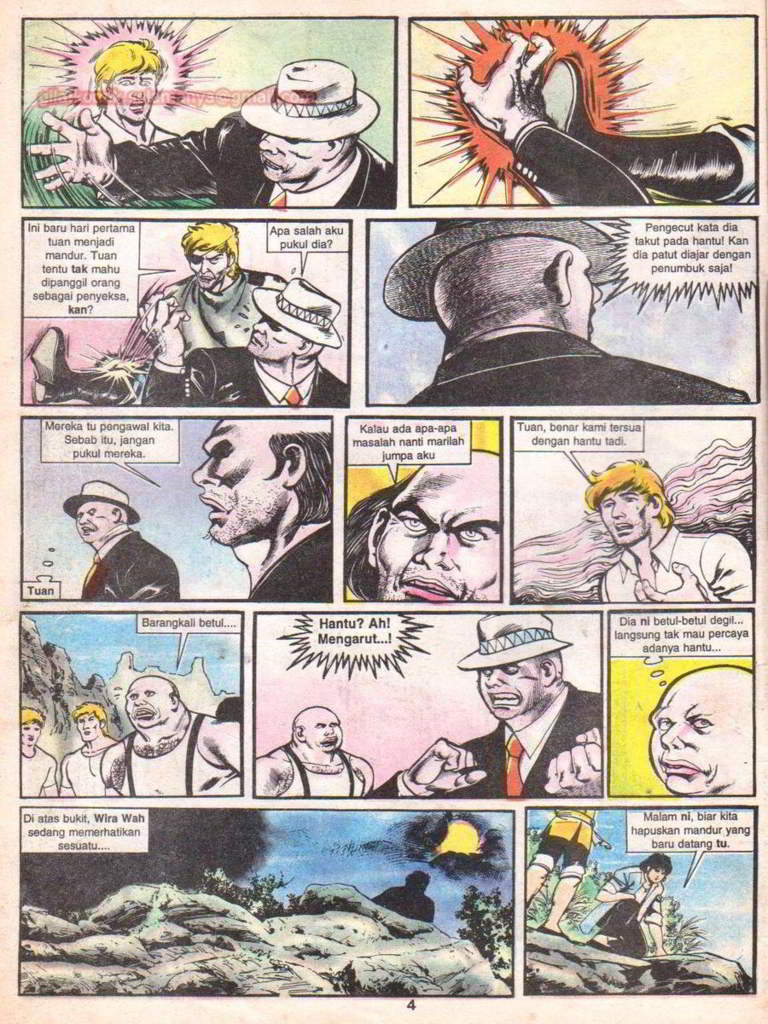 Ini baru hari pertama
tuan menjadi
mandur. Tuan
tentu tak mahu
dipanggil orang
sebagai penyeksa,
kan?
Apa salah aku
pukul dia?
Pengecut kata dia
takut pada hantu! Kan
dia patut diajar dengan
penumbuk saja!
Mereka tu pengawal kita.
Sebab itu, jangan
pukul mereka.
Tuan
Kalau ada apa-apa
masalah nanti marilah
jumpa aku
Tuan, benar kami tersua
dengan hantu tadi.
Barangkali betul....
Hantu? Ah!
Mengarut...!
Dia ni betul-betul degil...
langsung tak mau percaya
adanya hantu...
Di atas bukit, Wira Wah
sedang memerhatikan
sesuatu....
Malam ni, biar kita
hapuskan mandur yang
baru datang tu.
4